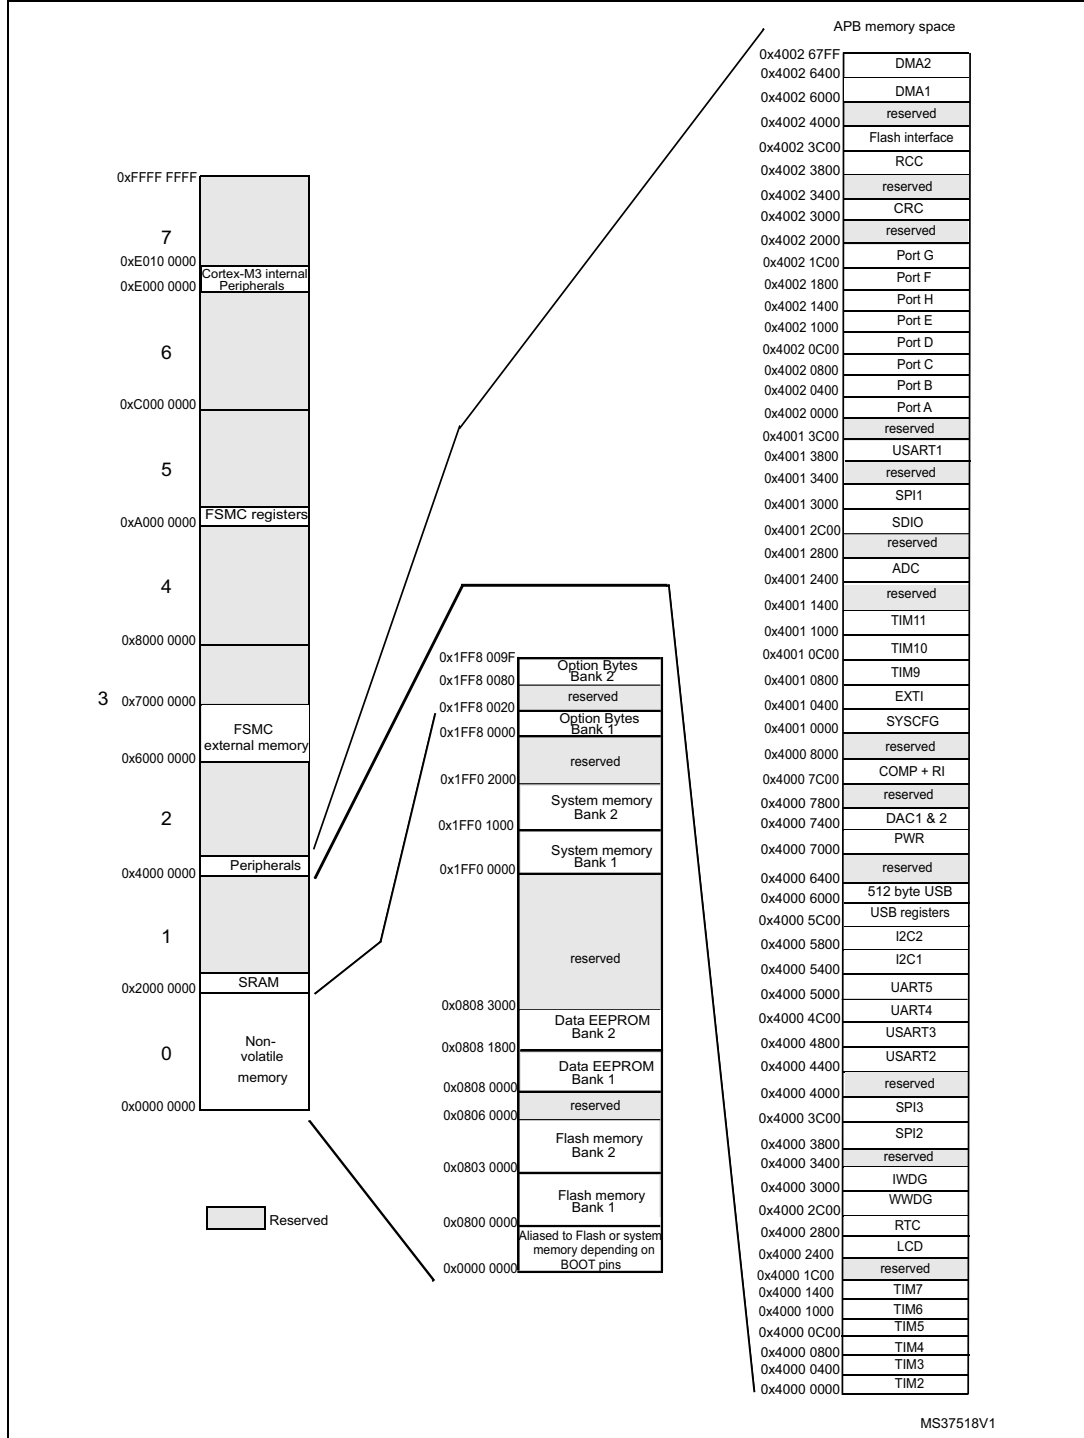 APB memory space
0xFFFF FFFF
7
0xE010 0000
Cortex-M3 internal
Peripherals
0xE000 0000
6
0xC000 0000
5
FSMC registers
0xA000 0000
4
0x8000 0000
3
0x7000 0000
FSMC
external memory
0x6000 0000
2
Peripherals
0x4000 0000
1
SRAM
0x2000 0000
0
Non-
volatile
memory
0x0000 0000
Reserved
0x1FF8 009F
Option Bytes
Bank 2
0x1FF8 0080
reserved
0x1FF8 0020
Option Bytes
Bank 1
0x1FF8 0000
reserved
0x1FF0 2000
System memory
Bank 2
0x1FF0 1000
System memory
Bank 1
0x1FF0 0000
reserved
0x0808 3000
Data EEPROM
Bank 2
0x0808 1800
Data EEPROM
Bank 1
0x0808 0000
reserved
0x0806 0000
Flash memory
Bank 2
0x0803 0000
Flash memory
Bank 1
0x0800 0000
Aliased to Flash or system
memory depending on
BOOT pins
0x0000 0000
0x4002 67FF
DMA2
0x4002 6400
DMA1
0x4002 6000
reserved
0x4002 4000
Flash interface
0x4002 3C00
RCC
0x4002 3800
reserved
0x4002 3400
CRC
0x4002 3000
reserved
0x4002 2000
Port G
0x4002 1C00
Port F
0x4002 1800
Port H
0x4002 1400
Port E
0x4002 1000
Port D
0x4002 0C00
Port C
0x4002 0800
Port B
0x4002 0400
Port A
0x4002 0000
reserved
0x4001 3C00
USART1
0x4001 3800
reserved
0x4001 3400
SPI1
0x4001 3000
SDIO
0x4001 2C00
reserved
0x4001 2800
ADC
0x4001 2400
reserved
0x4001 1400
TIM11
0x4001 1000
TIM10
0x4001 0C00
TIM9
0x4001 0800
EXTI
0x4001 0400
SYSCFG
0x4001 0000
reserved
0x4000 8000
COMP + RI
0x4000 7C00
reserved
0x4000 7800
DAC1 & 2
0x4000 7400
PWR
0x4000 7000
reserved
0x4000 6400
512 byte USB
0x4000 6000
USB registers
0x4000 5C00
I2C2
0x4000 5800
I2C1
0x4000 5400
UART5
0x4000 5000
UART4
0x4000 4C00
USART3
0x4000 4800
USART2
0x4000 4400
reserved
0x4000 4000
SPI3
0x4000 3C00
SPI2
0x4000 3800
reserved
0x4000 3400
IWDG
0x4000 3000
WWDG
0x4000 2C00
RTC
0x4000 2800
LCD
0x4000 2400
reserved
0x4000 1C00
TIM7
0x4000 1400
TIM6
0x4000 1000
TIM5
0x4000 0C00
TIM4
0x4000 0800
TIM3
0x4000 0400
TIM2
0x4000 0000
MS37518V1